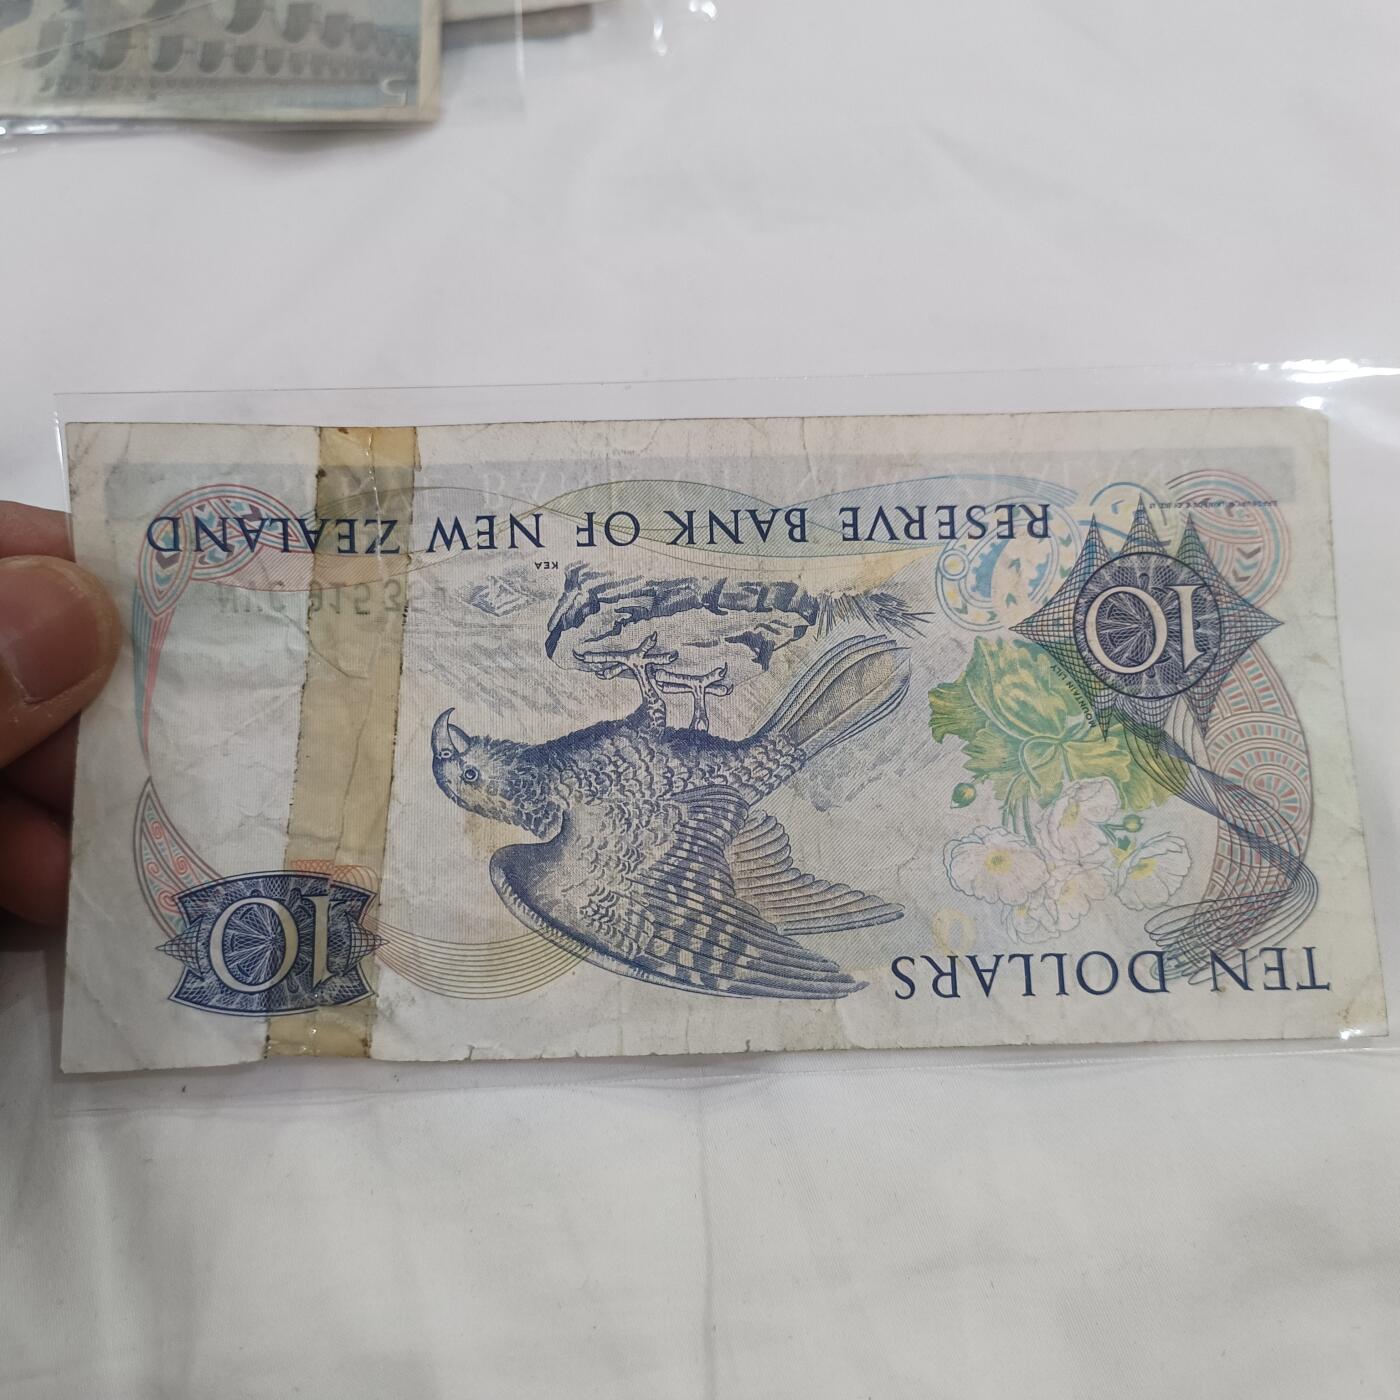 TEN DOLLARS
10
MOUNTAIN LILY
10
KEA
RESERVE BANK OF NEW ZEALAND